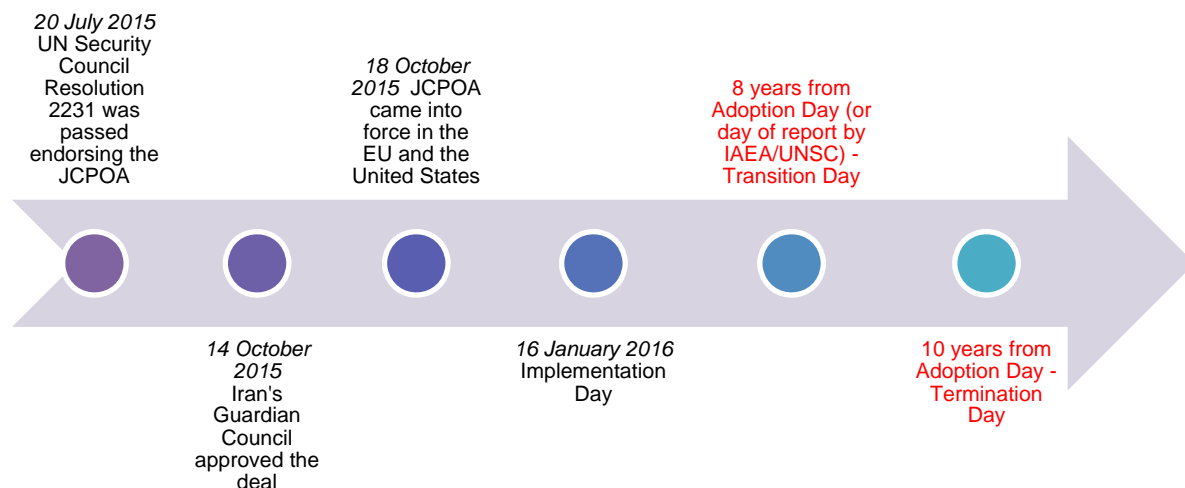 20 July 2015
UN Security
Council
Resolution
2231 was
passed
endorsing the
JCPOA
14 October
2015
Iran's
Guardian
Council
approved the
deal
18 October
2015 JCPOA
came into
force in the
EU and the
United States
16 January 2016
Implementation
Day
8 years from
Adoption Day (or
day of report by
IAEA/UNSC) -
Transition Day
10 years from
Adoption Day -
Termination
Day